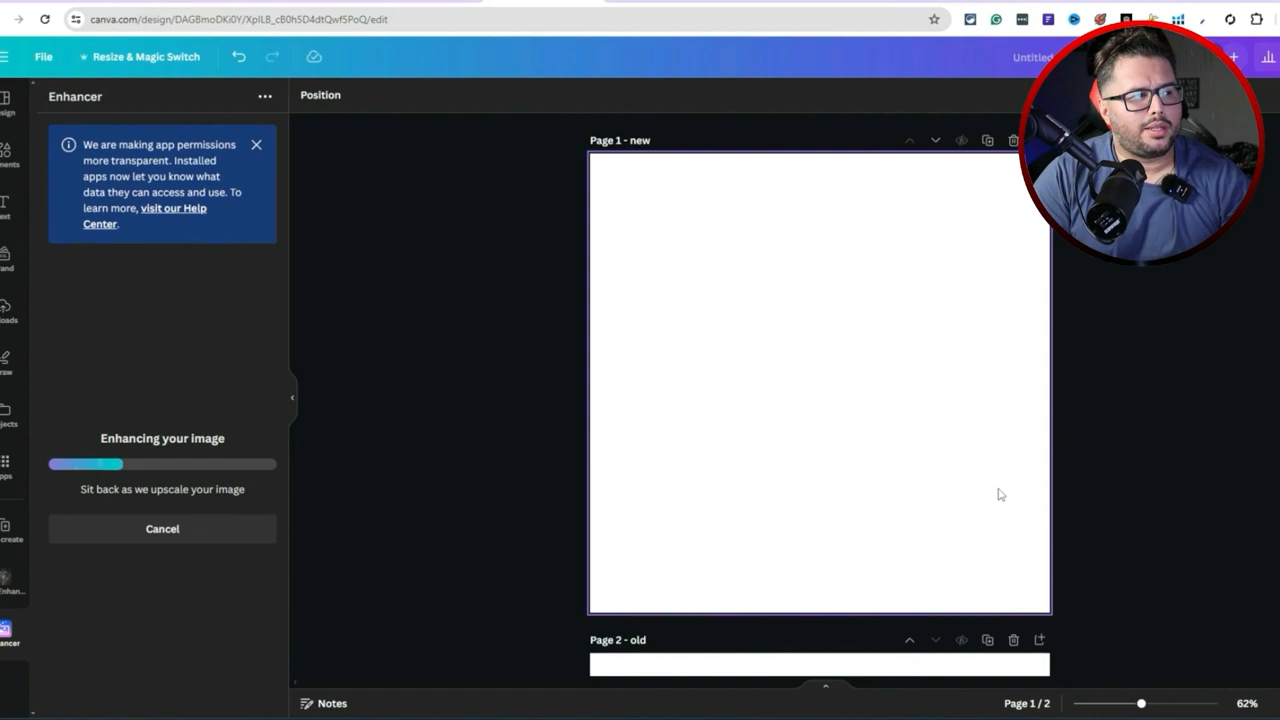 canva.com/design/DAGBmoDKi0Y/XpILB_cB0h5D4dtQwf5PoQ/edit
File
Resize & Magic Switch
Untitled
Enhancer
Position
We are making app permissions
more transparent. Installed
apps now let you know what
data they can access and use. To
learn more, visit our Help
Center.
Page 1 - new
Enhancing your image
Sit back as we upscale your image
Cancel
Page 2 - old
Notes
Page 1 / 2
62%